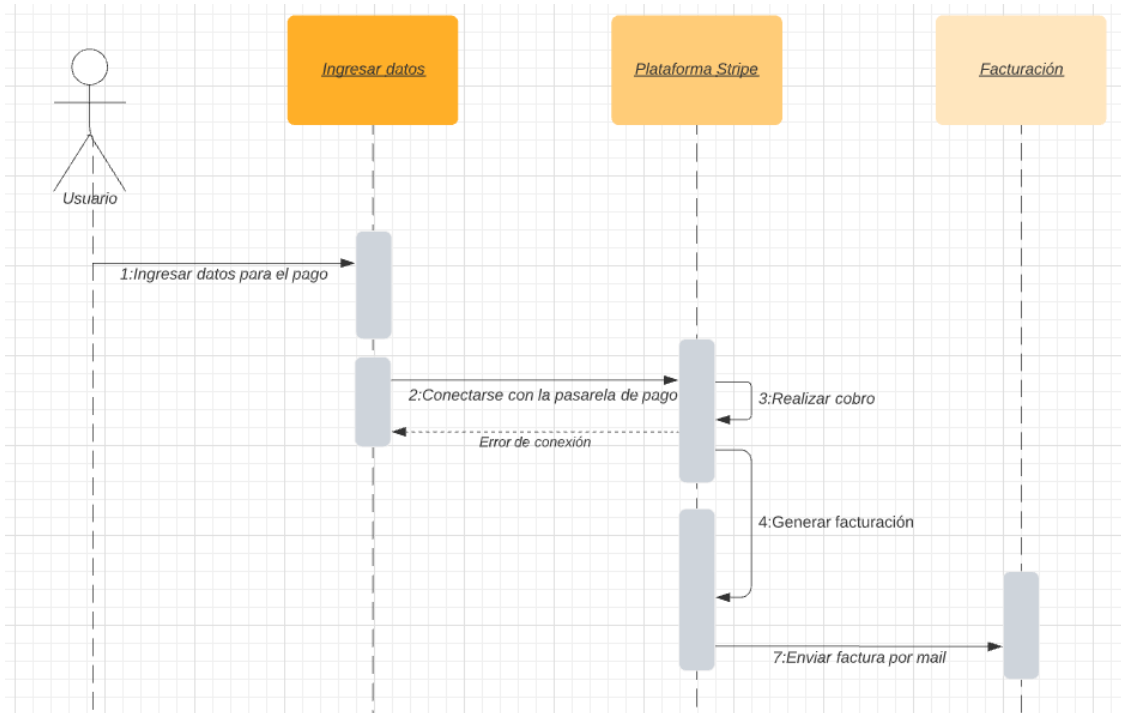 Ingresar datos
Plataforma Stripe
Facturación
Usuario
1:Ingresar datos para el pago
2:Conectarse con la pasarela de pago
3:Realizar cobro
Error de conexión
4:Generar facturación
7:Enviar factura por mail